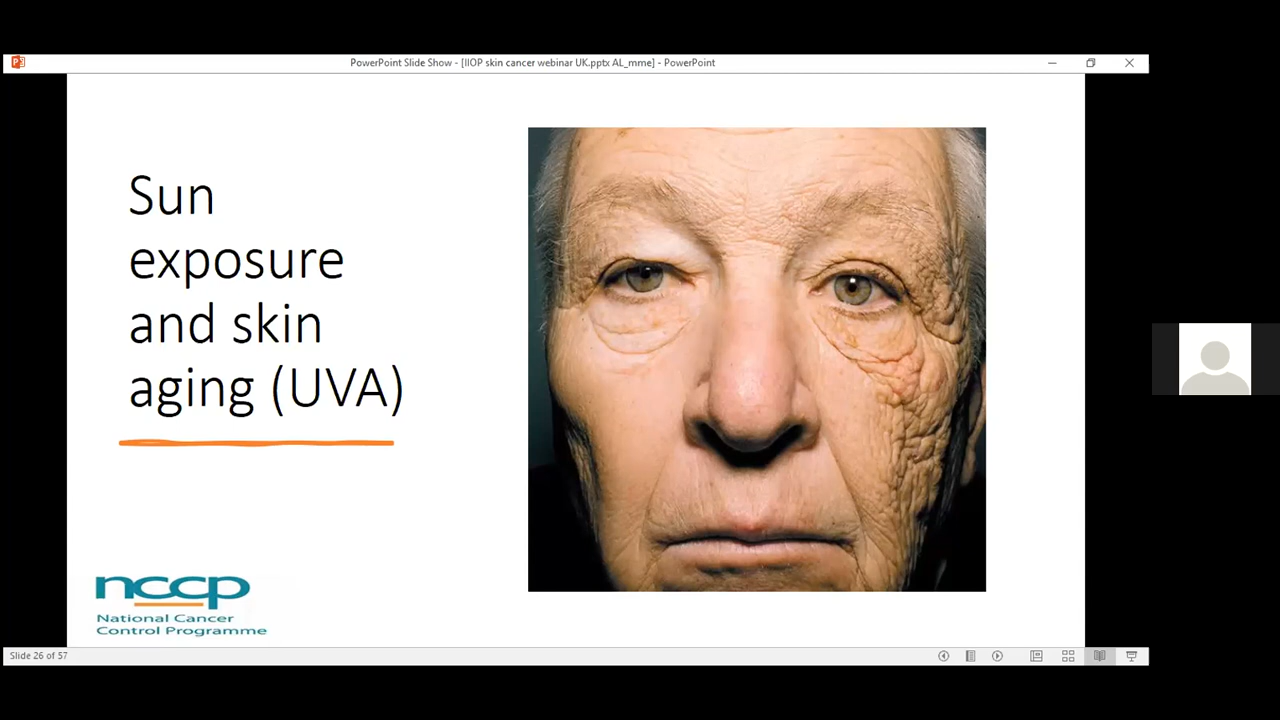 PowerPoint Slide Show - [IIOP skin cancer webinar UK.pptx AL_mme] - PowerPoint
Sun
exposure
and skin
aging (UVA)
nccp
National Cancer
Control Programme
Slide 26 of 57